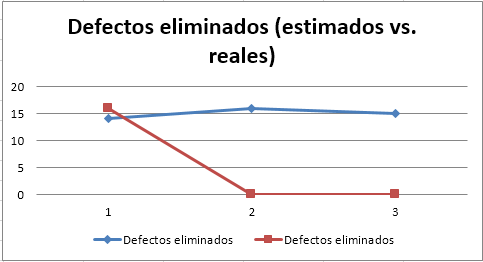 Defectos eliminados (estimados vs.
reales)
20
15
10
5
0
1 2 3
Defectos eliminados Defectos eliminados